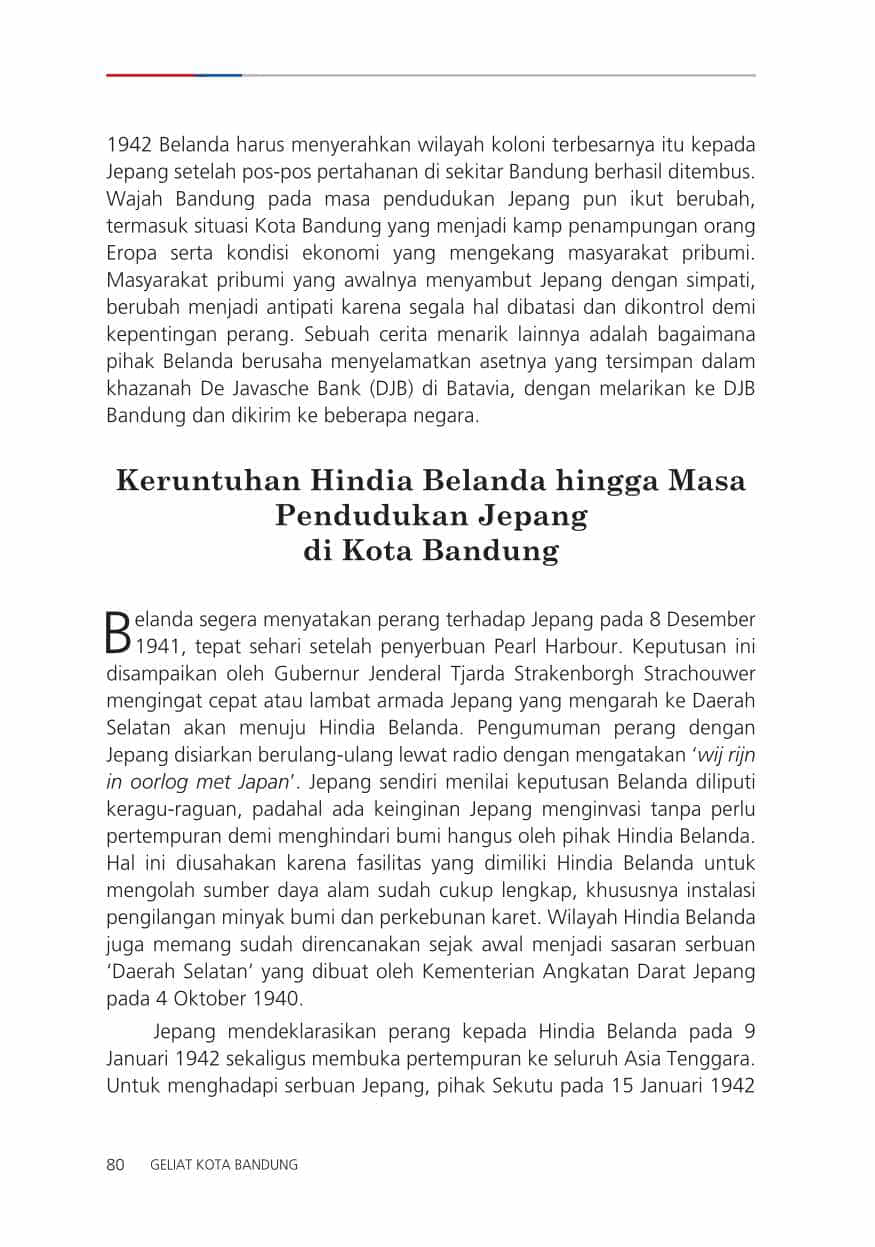 1942 Belanda harus menyerahkan wilayah koloni terbesarnya itu kepada
Jepang setelah pos-pos pertahanan di sekitar Bandung berhasil ditembus.
Wajah Bandung pada masa pendudukan Jepang pun ikut berubah,
termasuk situasi Kota Bandung yang menjadi kamp penampungan orang
Eropa serta kondisi ekonomi yang mengekang masyarakat pribumi.
Masyarakat pribumi yang awalnya menyambut Jepang dengan simpati,
berubah menjadi antipati karena segala hal dibatasi dan dikontrol demi
kepentingan perang. Sebuah cerita menarik lainnya adalah bagaimana
pihak Belanda berusaha menyelamatkan asetnya yang tersimpan dalam
khazanah De Javasche Bank (DJB) di Batavia, dengan melarikan ke DJB
Bandung dan dikirim ke beberapa negara.
Keruntuhan Hindia Belanda hingga Masa
Pendudukan Jepang
di Kota Bandung
Belanda segera menyatakan perang terhadap Jepang pada 8 Desember
1941, tepat sehari setelah penyerbuan Pearl Harbour. Keputusan ini
disampaikan oleh Gubernur Jenderal Tjarda Strakenborgh Strachouwer
mengingat cepat atau lambat armada Jepang yang mengarah ke Daerah
Selatan akan menuju Hindia Belanda. Pengumuman perang dengan
Jepang disiarkan berulang-ulang lewat radio dengan mengatakan ‘wij rijn
in oorlog met Japan’. Jepang sendiri menilai keputusan Belanda diliputi
keragu-raguan, padahal ada keinginan Jepang menginvasi tanpa perlu
pertempuran demi menghindari bumi hangus oleh pihak Hindia Belanda.
Hal ini diusahakan karena fasilitas yang dimiliki Hindia Belanda untuk
mengolah sumber daya alam sudah cukup lengkap, khususnya instalasi
pengilangan minyak bumi dan perkebunan karet. Wilayah Hindia Belanda
juga memang sudah direncanakan sejak awal menjadi sasaran serbuan
‘Daerah Selatan’ yang dibuat oleh Kementerian Angkatan Darat Jepang
pada 4 Oktober 1940.
Jepang mendeklarasikan perang kepada Hindia Belanda pada 9
Januari 1942 sekaligus membuka pertempuran ke seluruh Asia Tenggara.
Untuk menghadapi serbuan Jepang, pihak Sekutu pada 15 Januari 1942
80 GELIAT KOTA BANDUNG